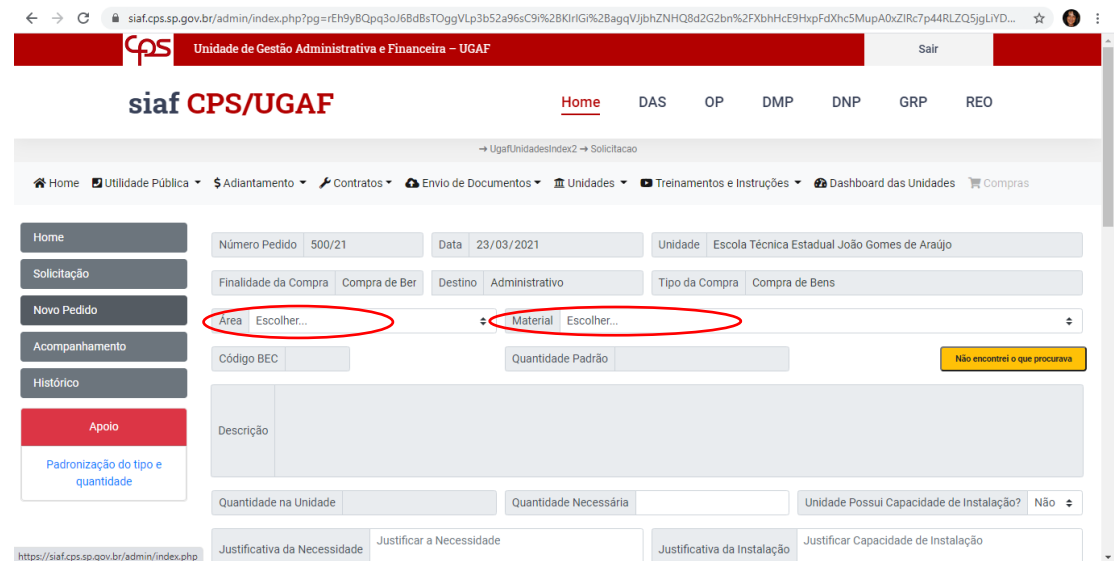 siaf.cps.sp.gov.br/admin/index.php?pg=rEh9yBQpq3oJ6BdBsTOggVLp3b52a96sC9i%2BKIrIGi%2BagqVJjbhZNHQ8d2G2bn%2FXbhHcE9HxpFdXhc5MupA0xZIRc7p44RLZQ5jgLiYD...
cps Unidade de Gestão Administrativa e Financeira – UGAF Sair
siaf CPS/UGAF Home DAS OP DMP DNP GRP REO
→ UgafUnidadesIndex2 → Solicitacao
Home Utilidade Pública $ Adiantamento Contratos Envio de Documentos Unidades Treinamentos e Instruções Dashboard das Unidades Compras
Home
Solicitação
Novo Pedido
Acompanhamento
Histórico
Apoio
Padronização do tipo e
quantidade
Número Pedido 500/21 Data 23/03/2021 Unidade Escola Técnica Estadual João Gomes de Araújo
Finalidade da Compra Compra de Ber Destino Administrativo Tipo da Compra Compra de Bens
Área Escolher... Material Escolher...
Código BEC Quantidade Padrão Não encontrei o que procurava
Descrição
Quantidade na Unidade Quantidade Necessária Unidade Possui Capacidade de Instalação? Não
Justificativa da Necessidade Justificar a Necessidade Justificativa da Instalação Justificar Capacidade de Instalação
https://siaf.cps.sp.gov.br/admin/index.php